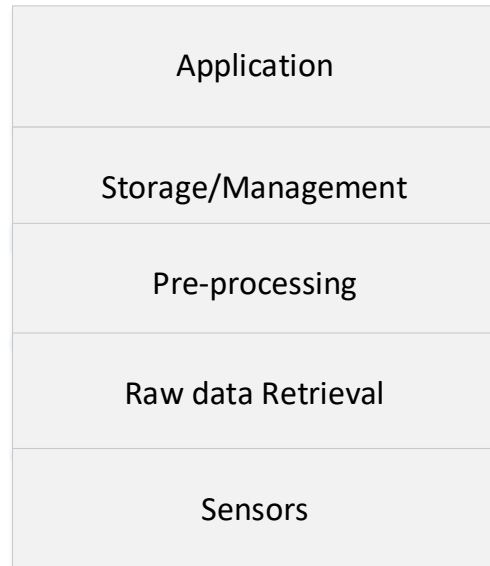 Application
Storage/Management
Pre-processing
Raw data Retrieval
Sensors